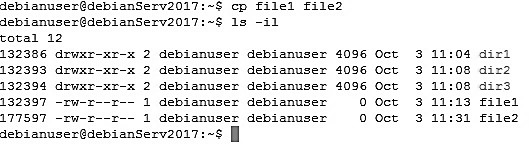 debianuser@debianServ2017:~$ cp file1 file2
debianuser@debianServ2017:~$ ls -il
total 12
132386 drwxr-xr-x 2 debianuser debianuser 4096 Oct  3 11:04 dir1
132393 drwxr-xr-x 2 debianuser debianuser 4096 Oct  3 11:08 dir2
132394 drwxr-xr-x 2 debianuser debianuser 4096 Oct  3 11:08 dir3
132397 -rw-r--r-- 1 debianuser debianuser    0 Oct  3 11:13 file1
177597 -rw-r--r-- 1 debianuser debianuser    0 Oct  3 11:31 file2
debianuser@debianServ2017:~$